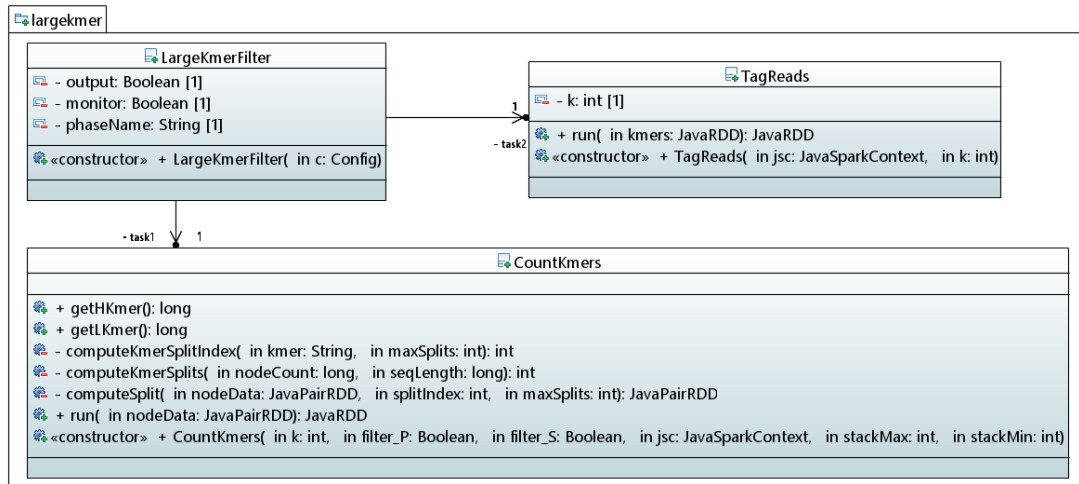 largekmer
LargeKmerFilter
- output: Boolean [1]
- monitor: Boolean [1]
- phaseName: String [1]
«constructor» + LargeKmerFilter( in c: Config)
TagReads
- k: int [1]
+ run( in kmers: JavaRDD): JavaRDD
«constructor» + TagReads( in jsc: JavaSparkContext, in k: int)
1
- task2
- task1
1
CountKmers
+ getHKmer(): long
+ getLKmer(): long
- computeKmerSplitIndex( in kmer: String, in maxSplits: int): int
- computeKmerSplits( in nodeCount: long, in seqLength: long): int
- computeSplit( in nodeData: JavaPairRDD, in splitIndex: int, in maxSplits: int): JavaPairRDD
+ run( in nodeData: JavaPairRDD): JavaRDD
«constructor» + CountKmers( in k: int, in filter_P: Boolean, in filter_S: Boolean, in jsc: JavaSparkContext, in stackMax: int, in stackMin: int)